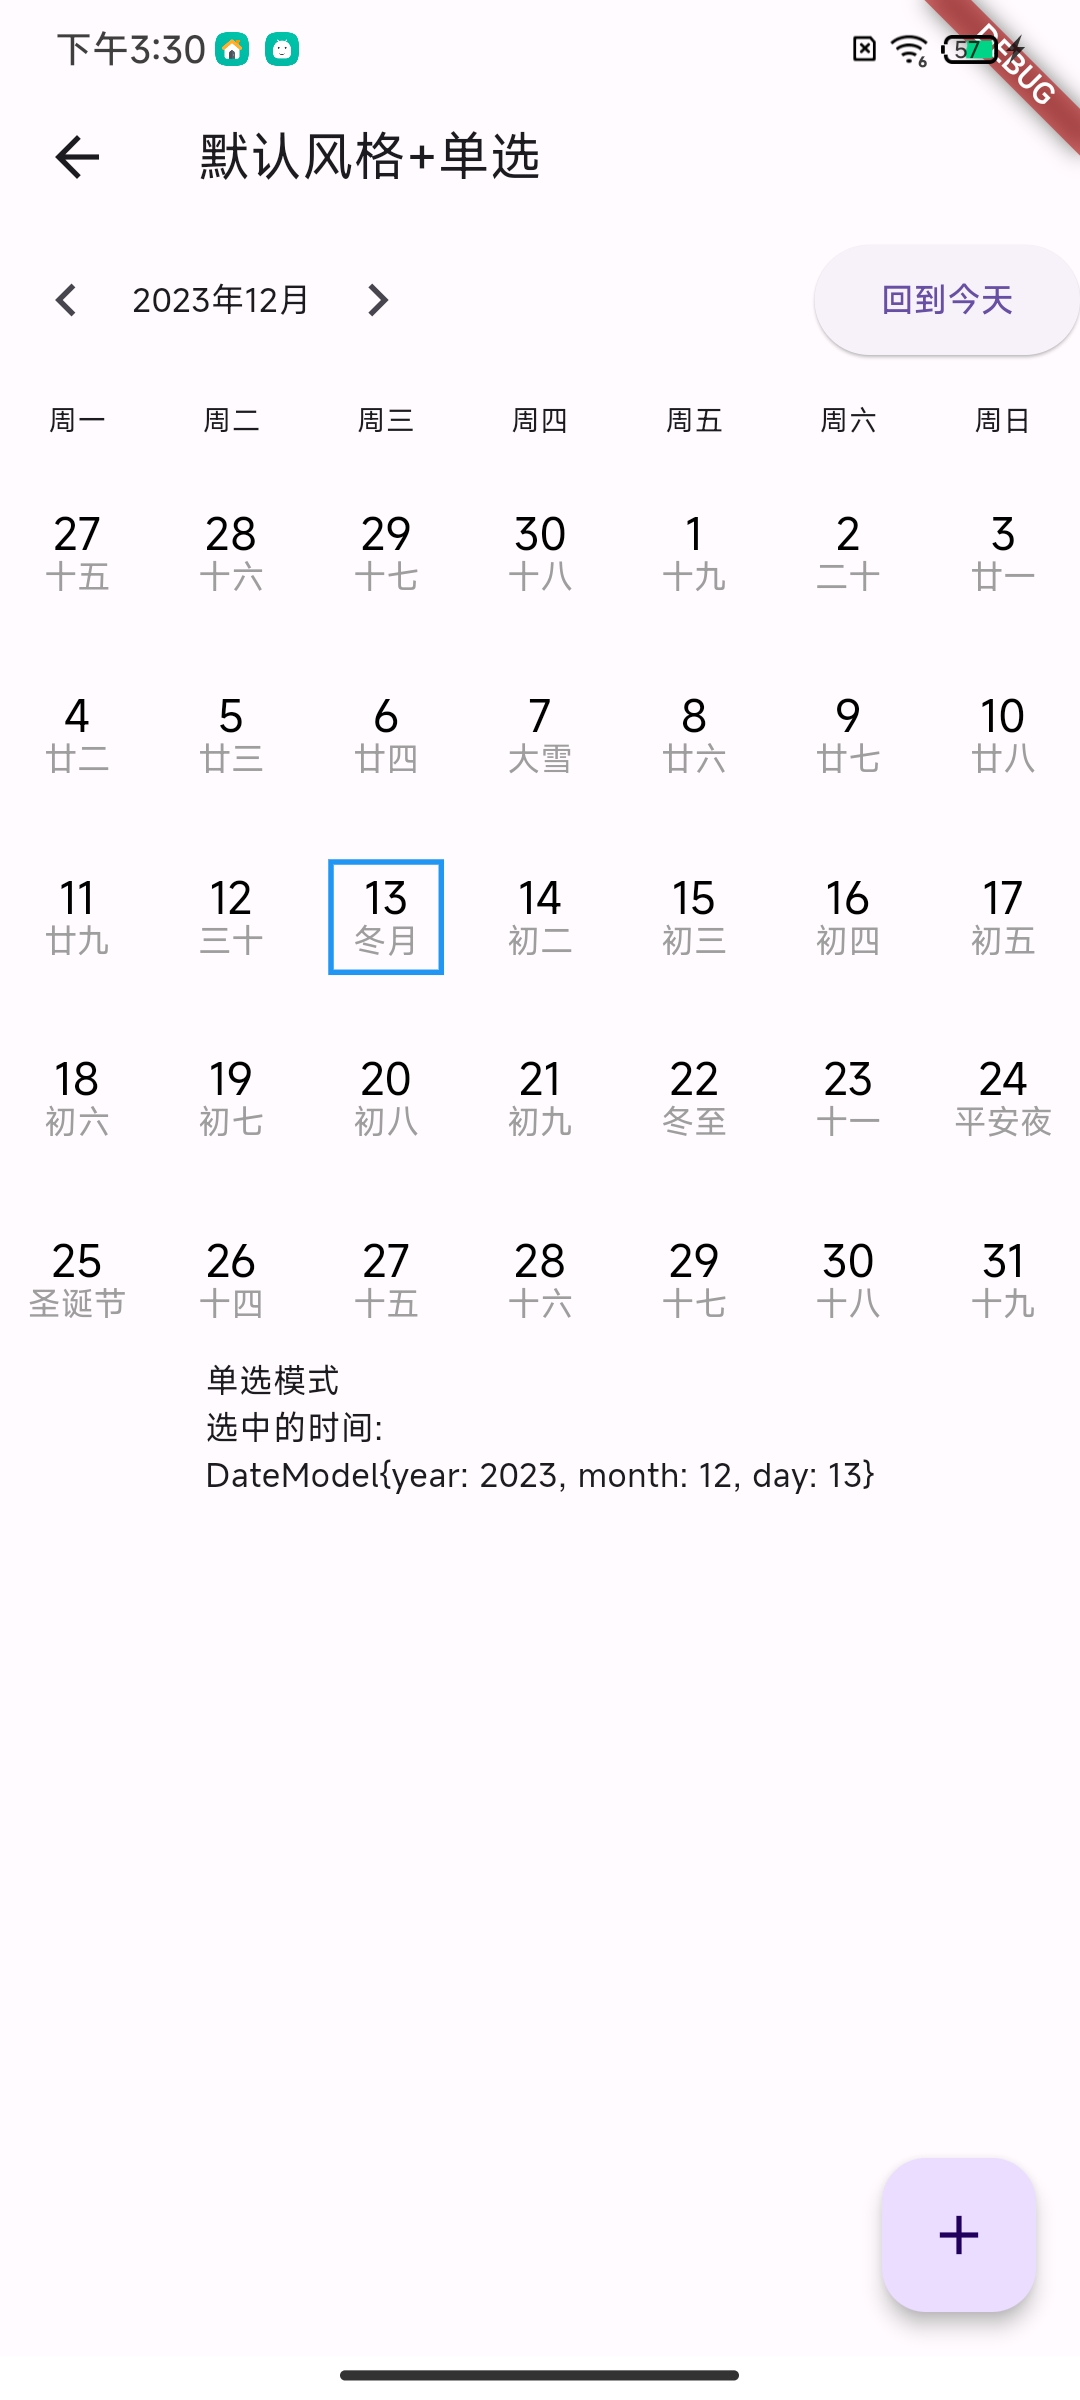 下午3:30
57
DEBUG
默认风格+单选
2023年12月
回到今天
周一 周二 周三 周四 周五 周六 周日
27 28 29 30 1 2 3
十五 十六 十七 十八 十九 二十 廿一
4 5 6 7 8 9 10
廿二 廿三 廿四 大雪 廿六 廿七 廿八
11 12 13 14 15 16 17
廿九 三十 冬月 初二 初三 初四 初五
18 19 20 21 22 23 24
初六 初七 初八 初九 冬至 十一 平安夜
25 26 27 28 29 30 31
圣诞节 十四 十五 十六 十七 十八 十九
单选模式
选中的时间:
DateModel{year: 2023, month: 12, day: 13}